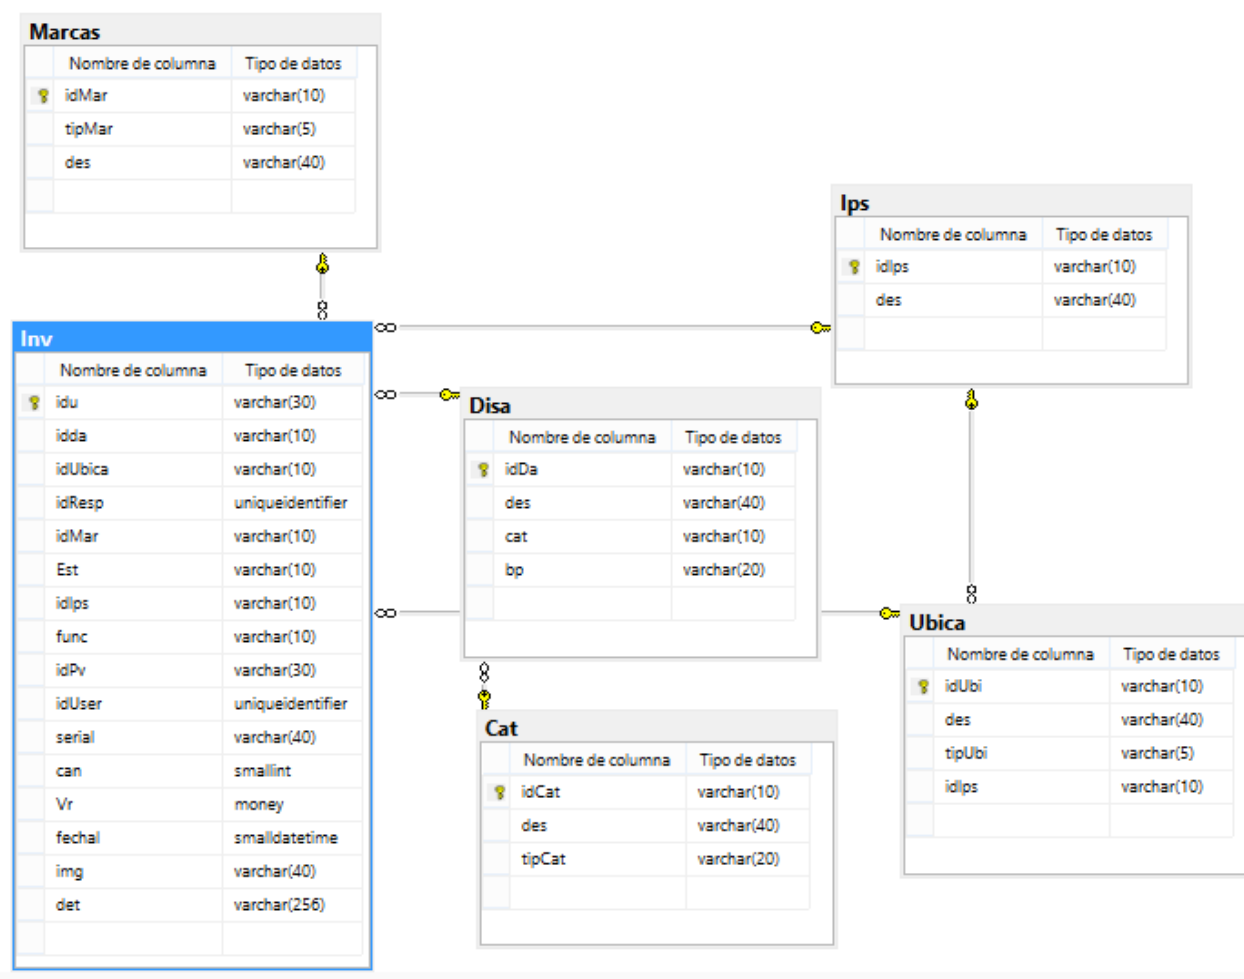 Marcas
Nombre de columna Tipo de datos
idMar varchar(10)
tipMar varchar(5)
des varchar(40)
Ips
Nombre de columna Tipo de datos
idIps varchar(10)
des varchar(40)
Inv
Nombre de columna Tipo de datos
idu varchar(30)
idda varchar(10)
idUbica varchar(10)
idResp uniqueidentifier
idMar varchar(10)
Est varchar(10)
idIps varchar(10)
func varchar(10)
idPv varchar(30)
idUser uniqueidentifier
serial varchar(40)
can smallint
Vr money
fechaI smalldatetime
img varchar(40)
det varchar(256)
Disa
Nombre de columna Tipo de datos
idDa varchar(10)
des varchar(40)
cat varchar(10)
bp varchar(20)
Ubica
Nombre de columna Tipo de datos
idUbi varchar(10)
des varchar(40)
tipUbi varchar(5)
idIps varchar(10)
Cat
Nombre de columna Tipo de datos
idCat varchar(10)
des varchar(40)
tipCat varchar(20)